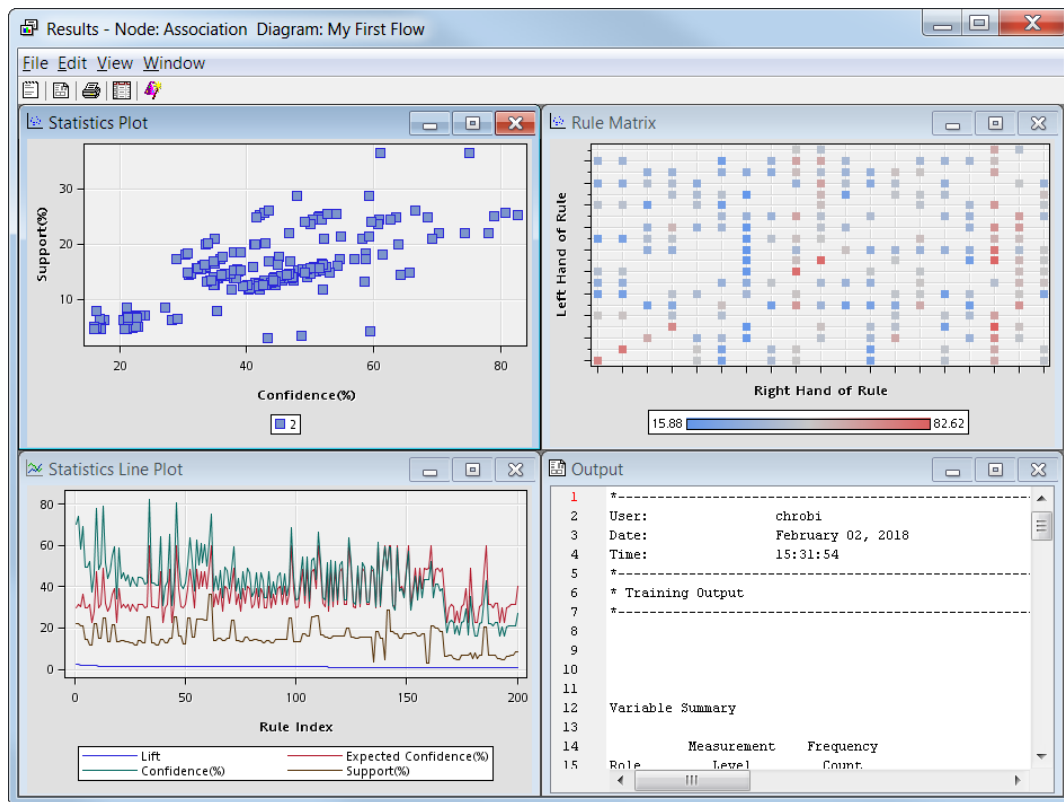 Results - Node: Association Diagram: My First Flow
File Edit View Window
Statistics Plot
Support(%)
30
20
10
20 40 60 80
Confidence(%)
2
Rule Matrix
Left Hand of Rule
Right Hand of Rule
15.88 82.62
Statistics Line Plot
80
60
40
20
0
0 50 100 150 200
Rule Index
Lift Expected Confidence(%)
Confidence(%) Support(%)
Output
1 *------------------------------------------------------------
2 User: chrobi
3 Date: February 02, 2018
4 Time: 15:31:54
5 *------------------------------------------------------------
6 * Training Output
7 *------------------------------------------------------------
8
9
10
11
12 Variable Summary
13
14 Measurement Frequency
15 Role Level Count